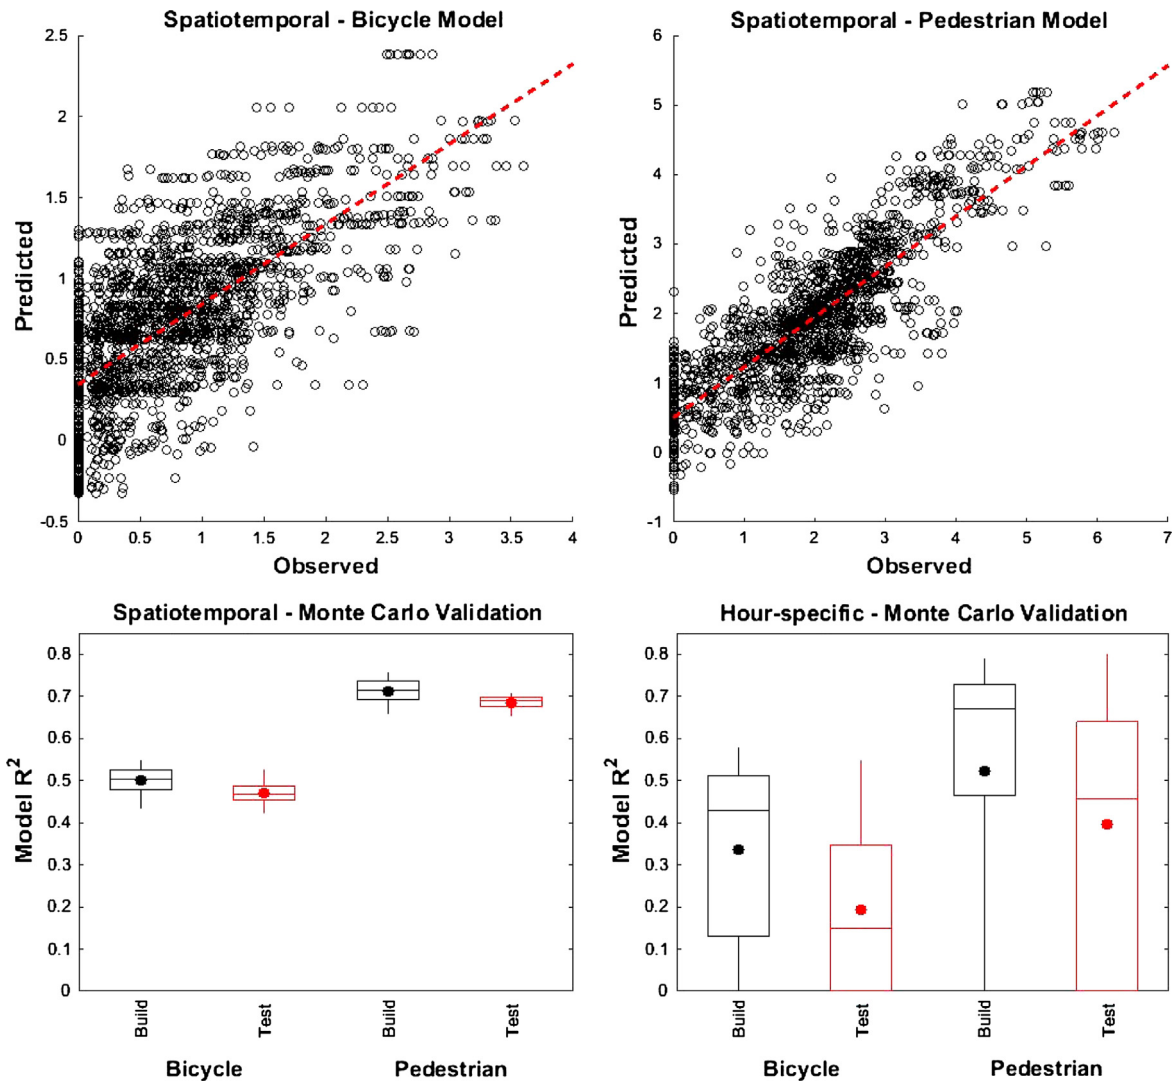 Spatiotemporal - Bicycle Model
2.5
2
1.5
1
0.5
0
-0.5
Predicted
0 0.5 1 1.5 2 2.5 3 3.5 4
Observed
Spatiotemporal - Pedestrian Model
6
5
4
3
2
1
0
-1
Predicted
0 1 2 3 4 5 6 7
Observed
Spatiotemporal - Monte Carlo Validation
0.8
0.7
0.6
0.5
0.4
0.3
0.2
0.1
0
Model R²
Build Test Build Test
Bicycle Pedestrian
Hour-specific - Monte Carlo Validation
0.8
0.7
0.6
0.5
0.4
0.3
0.2
0.1
0
Model R²
Build Test Build Test
Bicycle Pedestrian